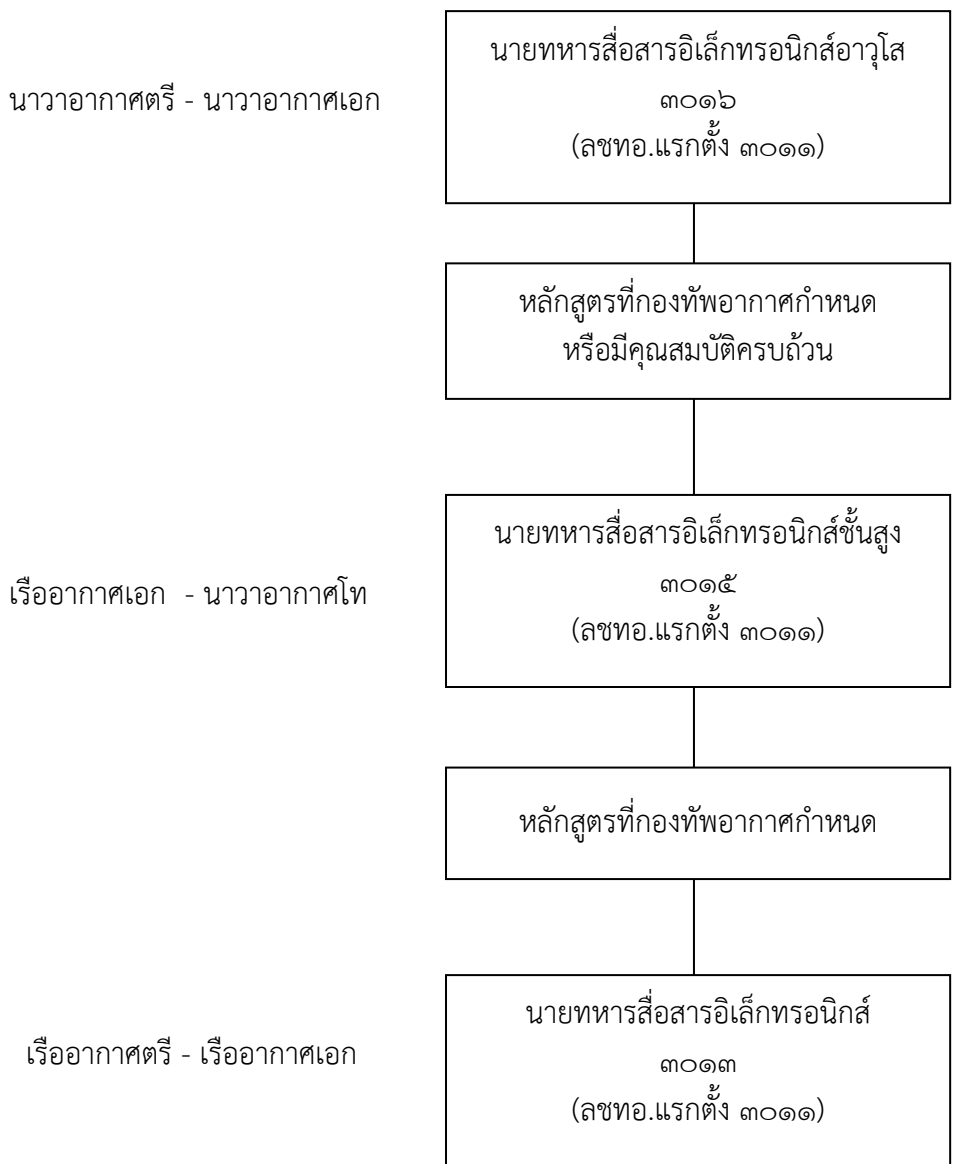 นายทหารสื่อสารอิเล็กทรอนิกส์อาวุโส
นาวาอากาศตรี - นาวาอากาศเอก
๓๐๑๖
(ลชทอ.แรกตั้ง ๓๐๑๑)
หลักสูตรที่กองทัพอากาศกำหนด
หรือมีคุณสมบัติครบถ้วน
นายทหารสื่อสารอิเล็กทรอนิกส์ชั้นสูง
เรืออากาศเอก - นาวาอากาศโท
๓๐๑๕
(ลชทอ.แรกตั้ง ๓๐๑๑)
หลักสูตรที่กองทัพอากาศกำหนด
นายทหารสื่อสารอิเล็กทรอนิกส์
เรืออากาศตรี - เรืออากาศเอก
๓๐๑๓
(ลชทอ.แรกตั้ง ๓๐๑๑)